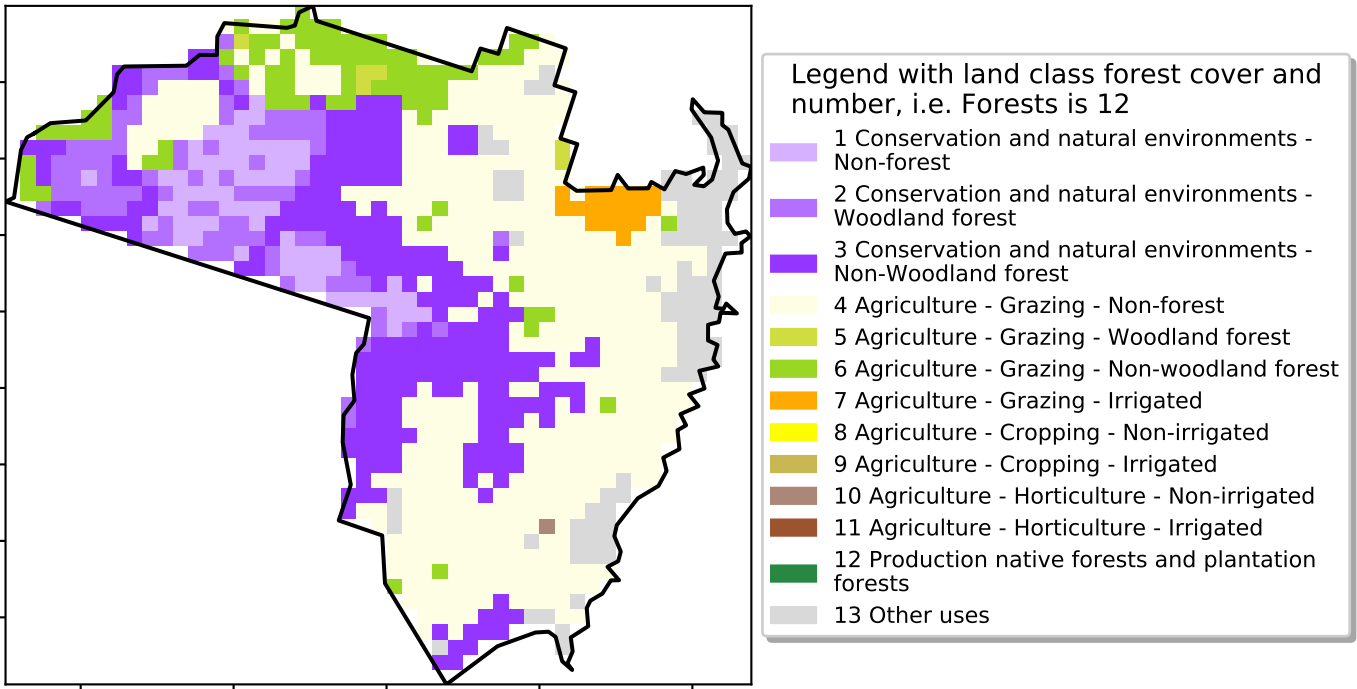 Legend with land class forest cover and
number, i.e. Forests is 12
1 Conservation and natural environments -
Non-forest
2 Conservation and natural environments -
Woodland forest
3 Conservation and natural environments -
Non-Woodland forest
4 Agriculture - Grazing - Non-forest
5 Agriculture - Grazing - Woodland forest
6 Agriculture - Grazing - Non-woodland forest
7 Agriculture - Grazing - Irrigated
8 Agriculture - Cropping - Non-irrigated
9 Agriculture - Cropping - Irrigated
10 Agriculture - Horticulture - Non-irrigated
11 Agriculture - Horticulture - Irrigated
12 Production native forests and plantation
forests
13 Other uses